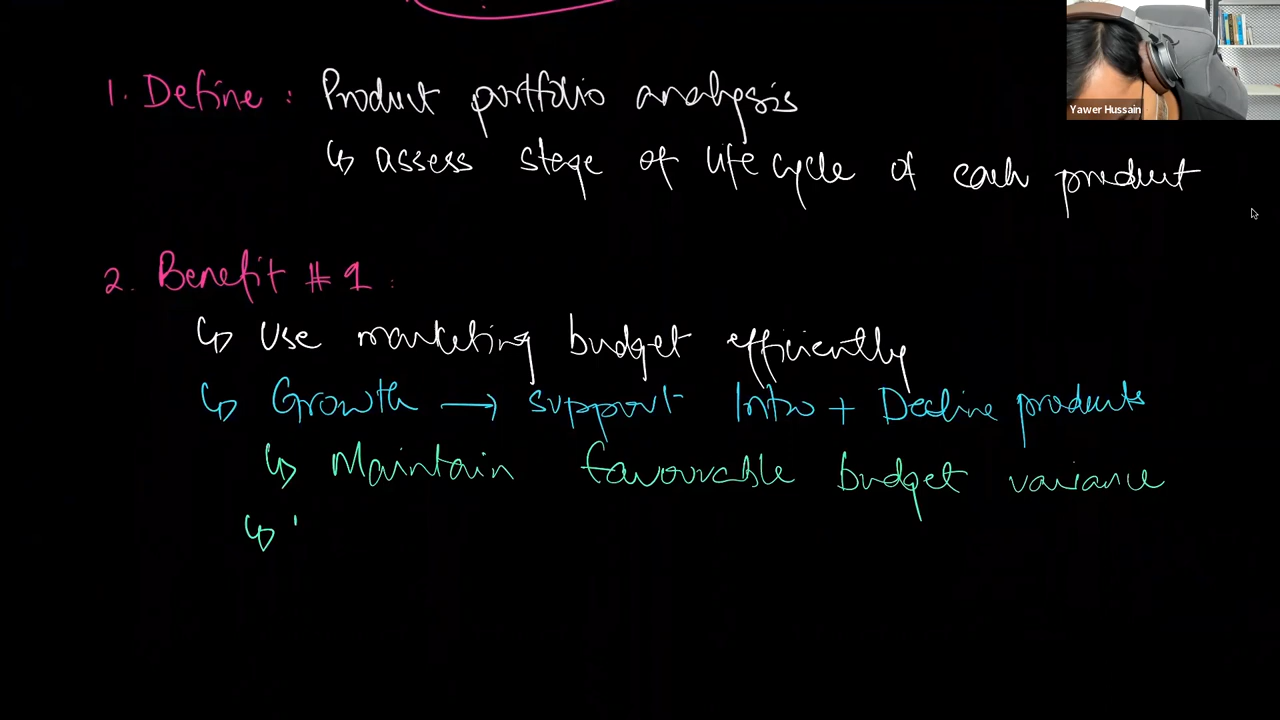 1. Define : Product portfolio analysis
↳ assess stage of life cycle of each product
2. Benefit #1 :
↳ Use marketing budget efficiently
↳ Growth → support Intro + Decline products
↳ Maintain favourable budget variance
↳
Yawer Hussain